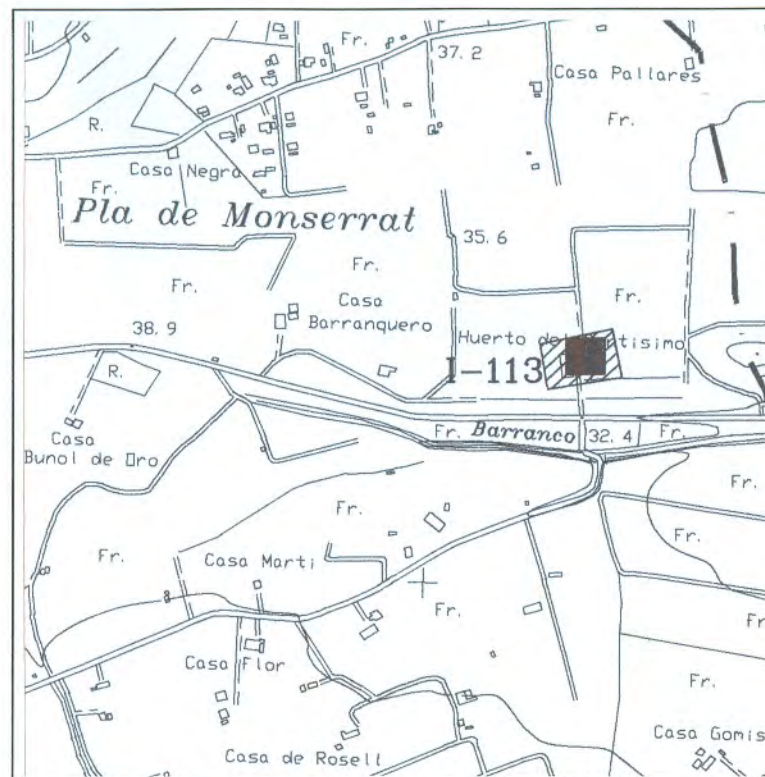 Fr.
37. 2
Casa Pallares
R.
Fr.
Casa Negra
Fr.
Pla de Monserrat
35. 6
Fr.
Fr.
Fr.
Casa
Barranquero
38. 9
Huerto
I-113
R.
Fr.
Barranco
32. 4
Fr.
Casa
Bunol de Oro
Fr.
Fr.
Fr.
Fr.
Casa Marti
Fr.
Fr
Casa Flor
Fr.
Casa Gomis
Casa de Rosell